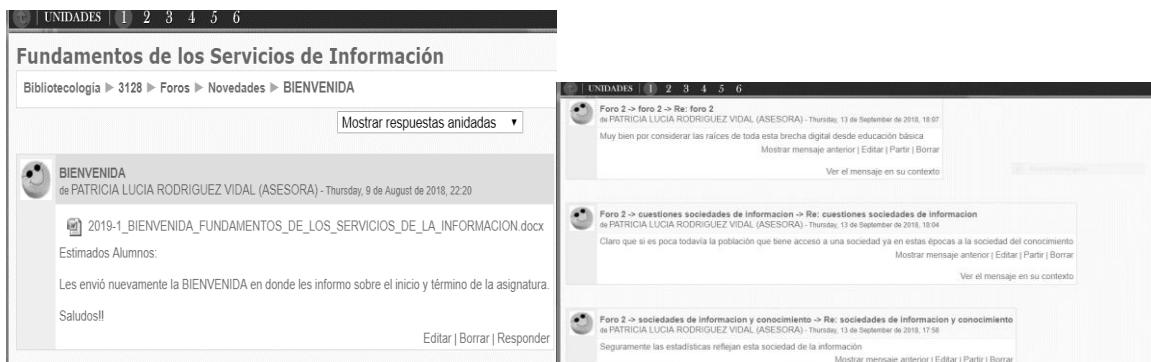 UNIDADES | 1 2 3 4 5 6
Fundamentos de los Servicios de Información
Bibliotecología ▶ 3128 ▶ Foros ▶ Novedades ▶ BIENVENIDA
Mostrar respuestas anidadas ▼
BIENVENIDA
de PATRICIA LUCIA RODRIGUEZ VIDAL (ASESORA) - Thursday, 9 de August de 2018, 22:20
2019-1_BIENVENIDA_FUNDAMENTOS_DE_LOS_SERVICIOS_DE_LA_INFORMACION.docx
Estimados Alumnos:
Les envió nuevamente la BIENVENIDA en donde les informo sobre el inicio y término de la asignatura.
Saludos!!
Editar | Borrar | Responder
UNIDADES | 1 2 3 4 5 6
Foro 2 -> foro 2 -> Re: foro 2
de PATRICIA LUCIA RODRIGUEZ VIDAL (ASESORA) - Thursday, 13 de September de 2018, 18:07
Muy bien por considerar las raíces de toda esta brecha digital desde educación básica
Mostrar mensaje anterior | Editar | Partir | Borrar
Ver el mensaje en su contexto
Foro 2 -> cuestiones sociedades de informacion -> Re: cuestiones sociedades de informacion
de PATRICIA LUCIA RODRIGUEZ VIDAL (ASESORA) - Thursday, 13 de September de 2018, 18:04
Claro que si es poca todavía la población que tiene acceso a una sociedad ya en estas épocas a la sociedad del conocimiento
Mostrar mensaje anterior | Editar | Partir | Borrar
Ver el mensaje en su contexto
Foro 2 -> sociedades de informacion y conocimiento -> Re: sociedades de informacion y conocimiento
de PATRICIA LUCIA RODRIGUEZ VIDAL (ASESORA) - Thursday, 13 de September de 2018, 17:58
Seguramente las estadísticas reflejan esta sociedad de la información
Mostrar mensaje anterior | Editar | Partir | Borrar